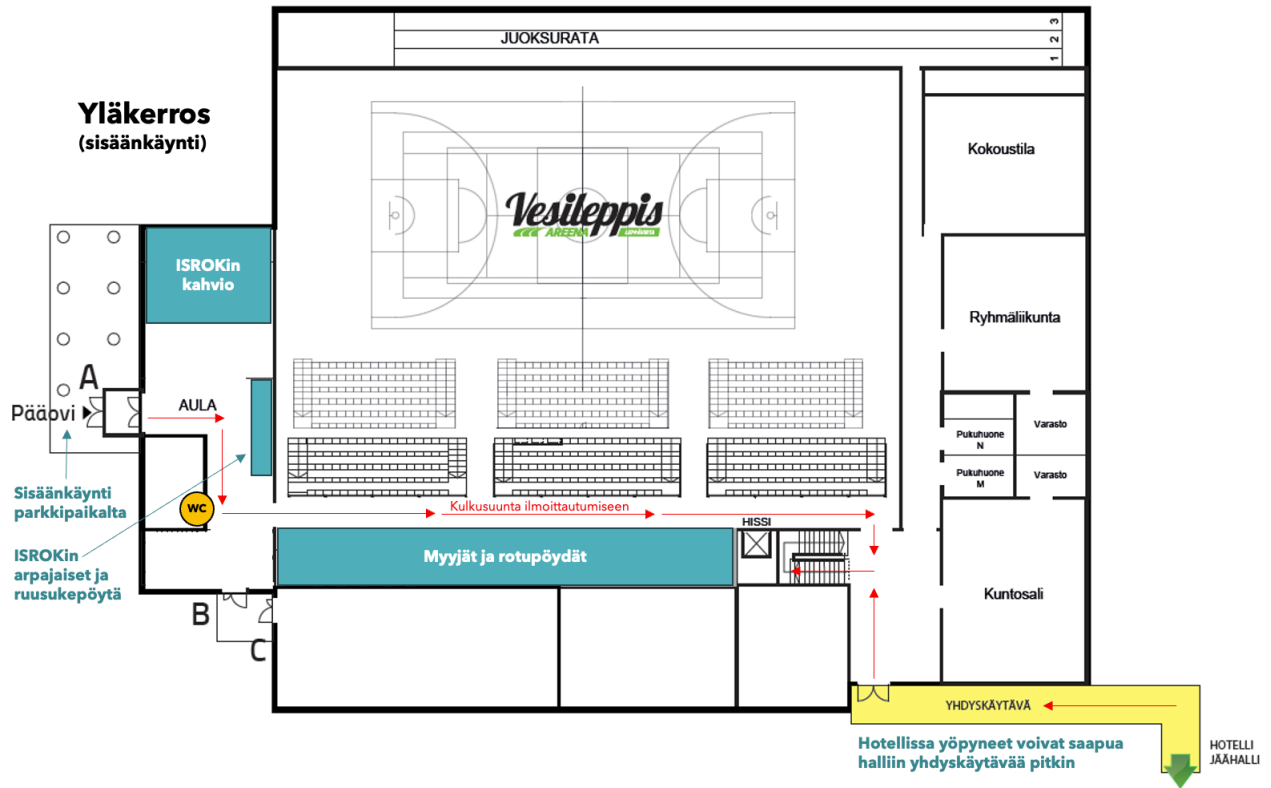 JUOKSURATA
3
2
1
Yläkerros
(sisäänkäynti)
Kokoustila
Vesileppis
AREENA LEPPÄVIRTA
ISROKin
kahvio
Ryhmäliikunta
A
Pääovi
AULA
Pukuhuone
N
Varasto
Pukuhuone
M
Varasto
Sisäänkäynti
parkkipaikalta
WC
Kulkusuunta ilmoittautumiseen
HISSI
ISROKin
arpajaiset ja
ruusukepöytä
Myyjät ja rotupöydät
Kuntosali
B
C
YHDYSKÄYTÄVÄ
Hotellissa yöpyneet voivat saapua
halliin yhdyskäytävää pitkin
HOTELLI
JÄÄHALLI